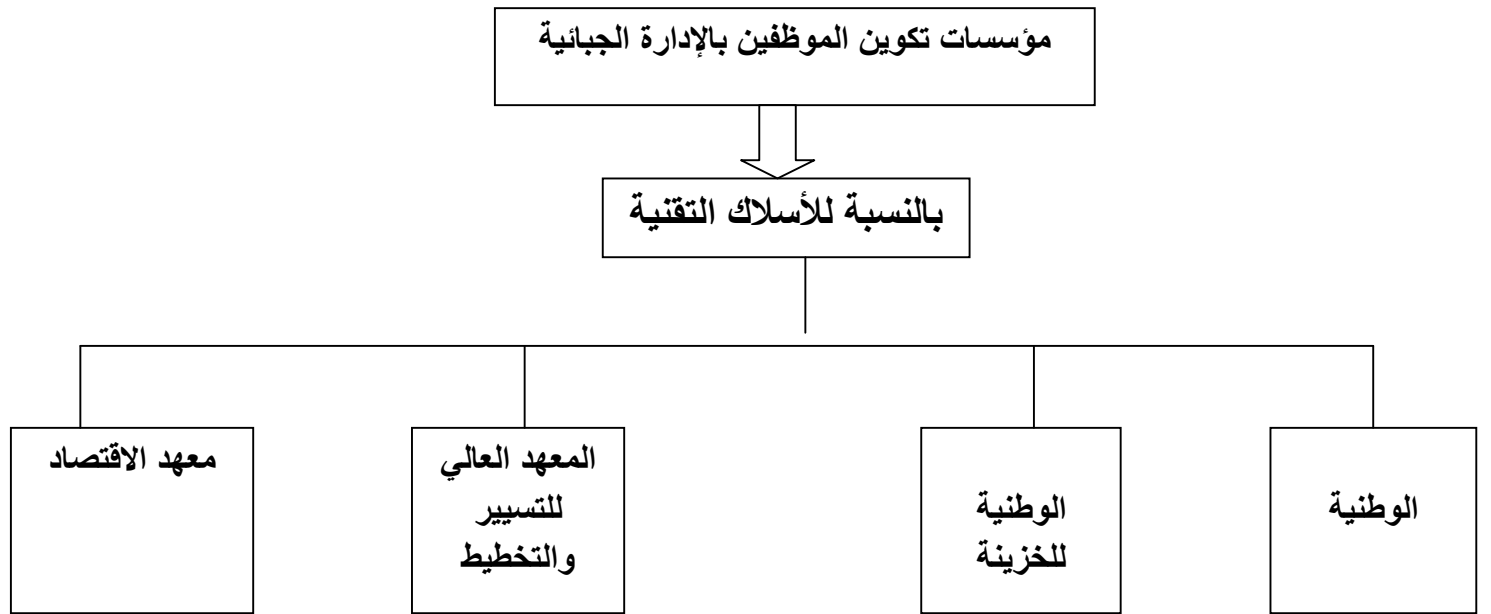 مؤسسات تكوين الموظفين بالإدارة الجبائية
بالنسبة للأسلاك التقنية
الوطنية
الوطنية
للخزينة
المعهد العالي
للتسيير
والتخطيط
معهد الاقتصاد